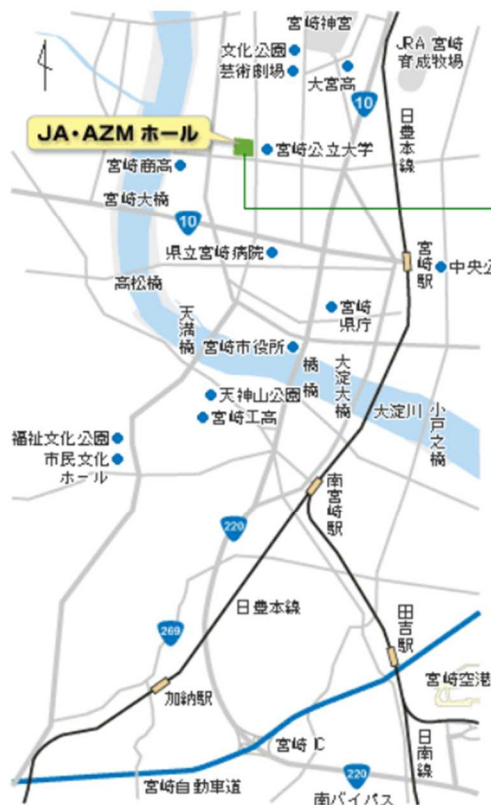 宮崎神宮
文化公園
芸術劇場
大宮高
JRA 宮崎
育成牧場
10
日豊本線
JA・AZM ホール
宮崎公立大学
宮崎商高
宮崎大橋
10
県立宮崎病院
宮崎駅
中央公
高松橋
天満橋
宮崎
県庁
宮崎市役所
橘橋
大淀大橋
天神山公園
宮崎工高
大淀川
小戸之橋
福祉文化公園
市民文化
ホール
南宮崎駅
220
日豊本線
269
田吉駅
宮崎空港
加納駅
宮崎 IC
日南線
宮崎自動車道
220
南バイパス